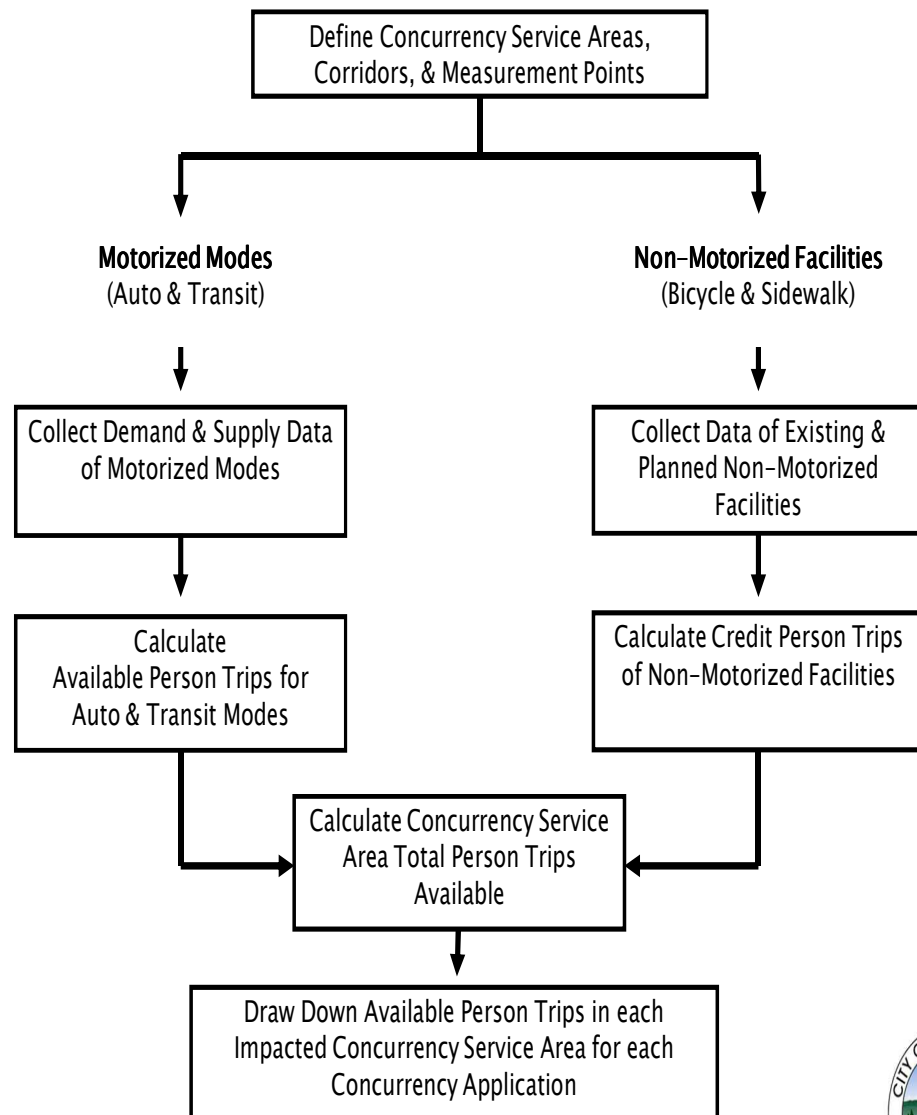 Define Concurrency Service Areas,
Corridors, & Measurement Points
Motorized Modes
(Auto & Transit)
Non-Motorized Facilities
(Bicycle & Sidewalk)
Collect Demand & Supply Data
of Motorized Modes
Collect Data of Existing &
Planned Non-Motorized
Facilities
Calculate
Available Person Trips for
Auto & Transit Modes
Calculate Credit Person Trips
of Non-Motorized Facilities
Calculate Concurrency Service
Area Total Person Trips
Available
Draw Down Available Person Trips in each
Impacted Concurrency Service Area for each
Concurrency Application
CITY